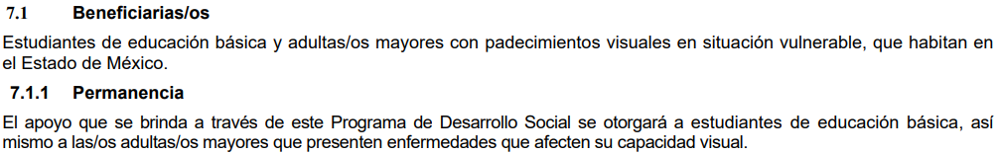 7.1 Beneficiarias/os
Estudiantes de educación básica y adultas/os mayores con padecimientos visuales en situación vulnerable, que habitan en
el Estado de México.
7.1.1 Permanencia
El apoyo que se brinda a través de este Programa de Desarrollo Social se otorgará a estudiantes de educación básica, así
mismo a las/os adultas/os mayores que presenten enfermedades que afecten su capacidad visual.